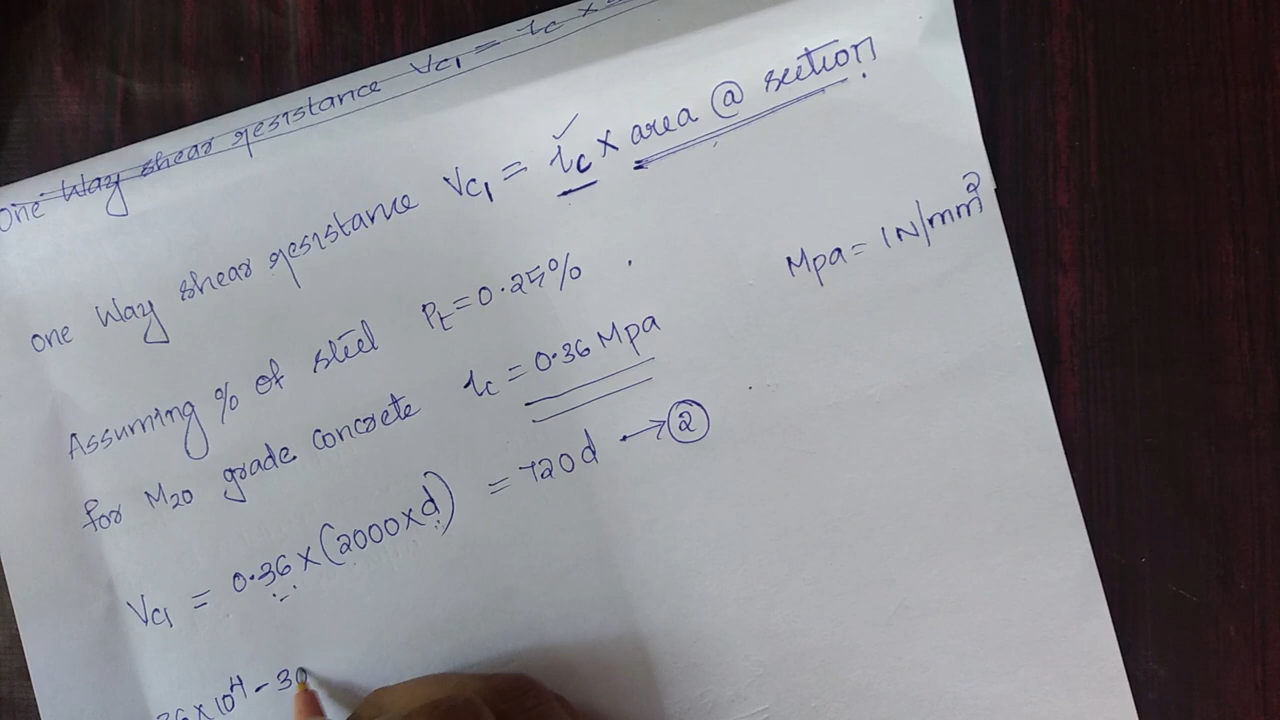 One Way shear resistance Vc1 = τc ×
One Way shear resistance Vc1 = τc × area @ section
Mpa = 1N/mm²
Assuming % of steel Pt = 0.25%
for M20 grade concrete τc = 0.36 Mpa
Vc1 = 0.36 × (2000×d) = 720d → ②
36×10⁴ - 30